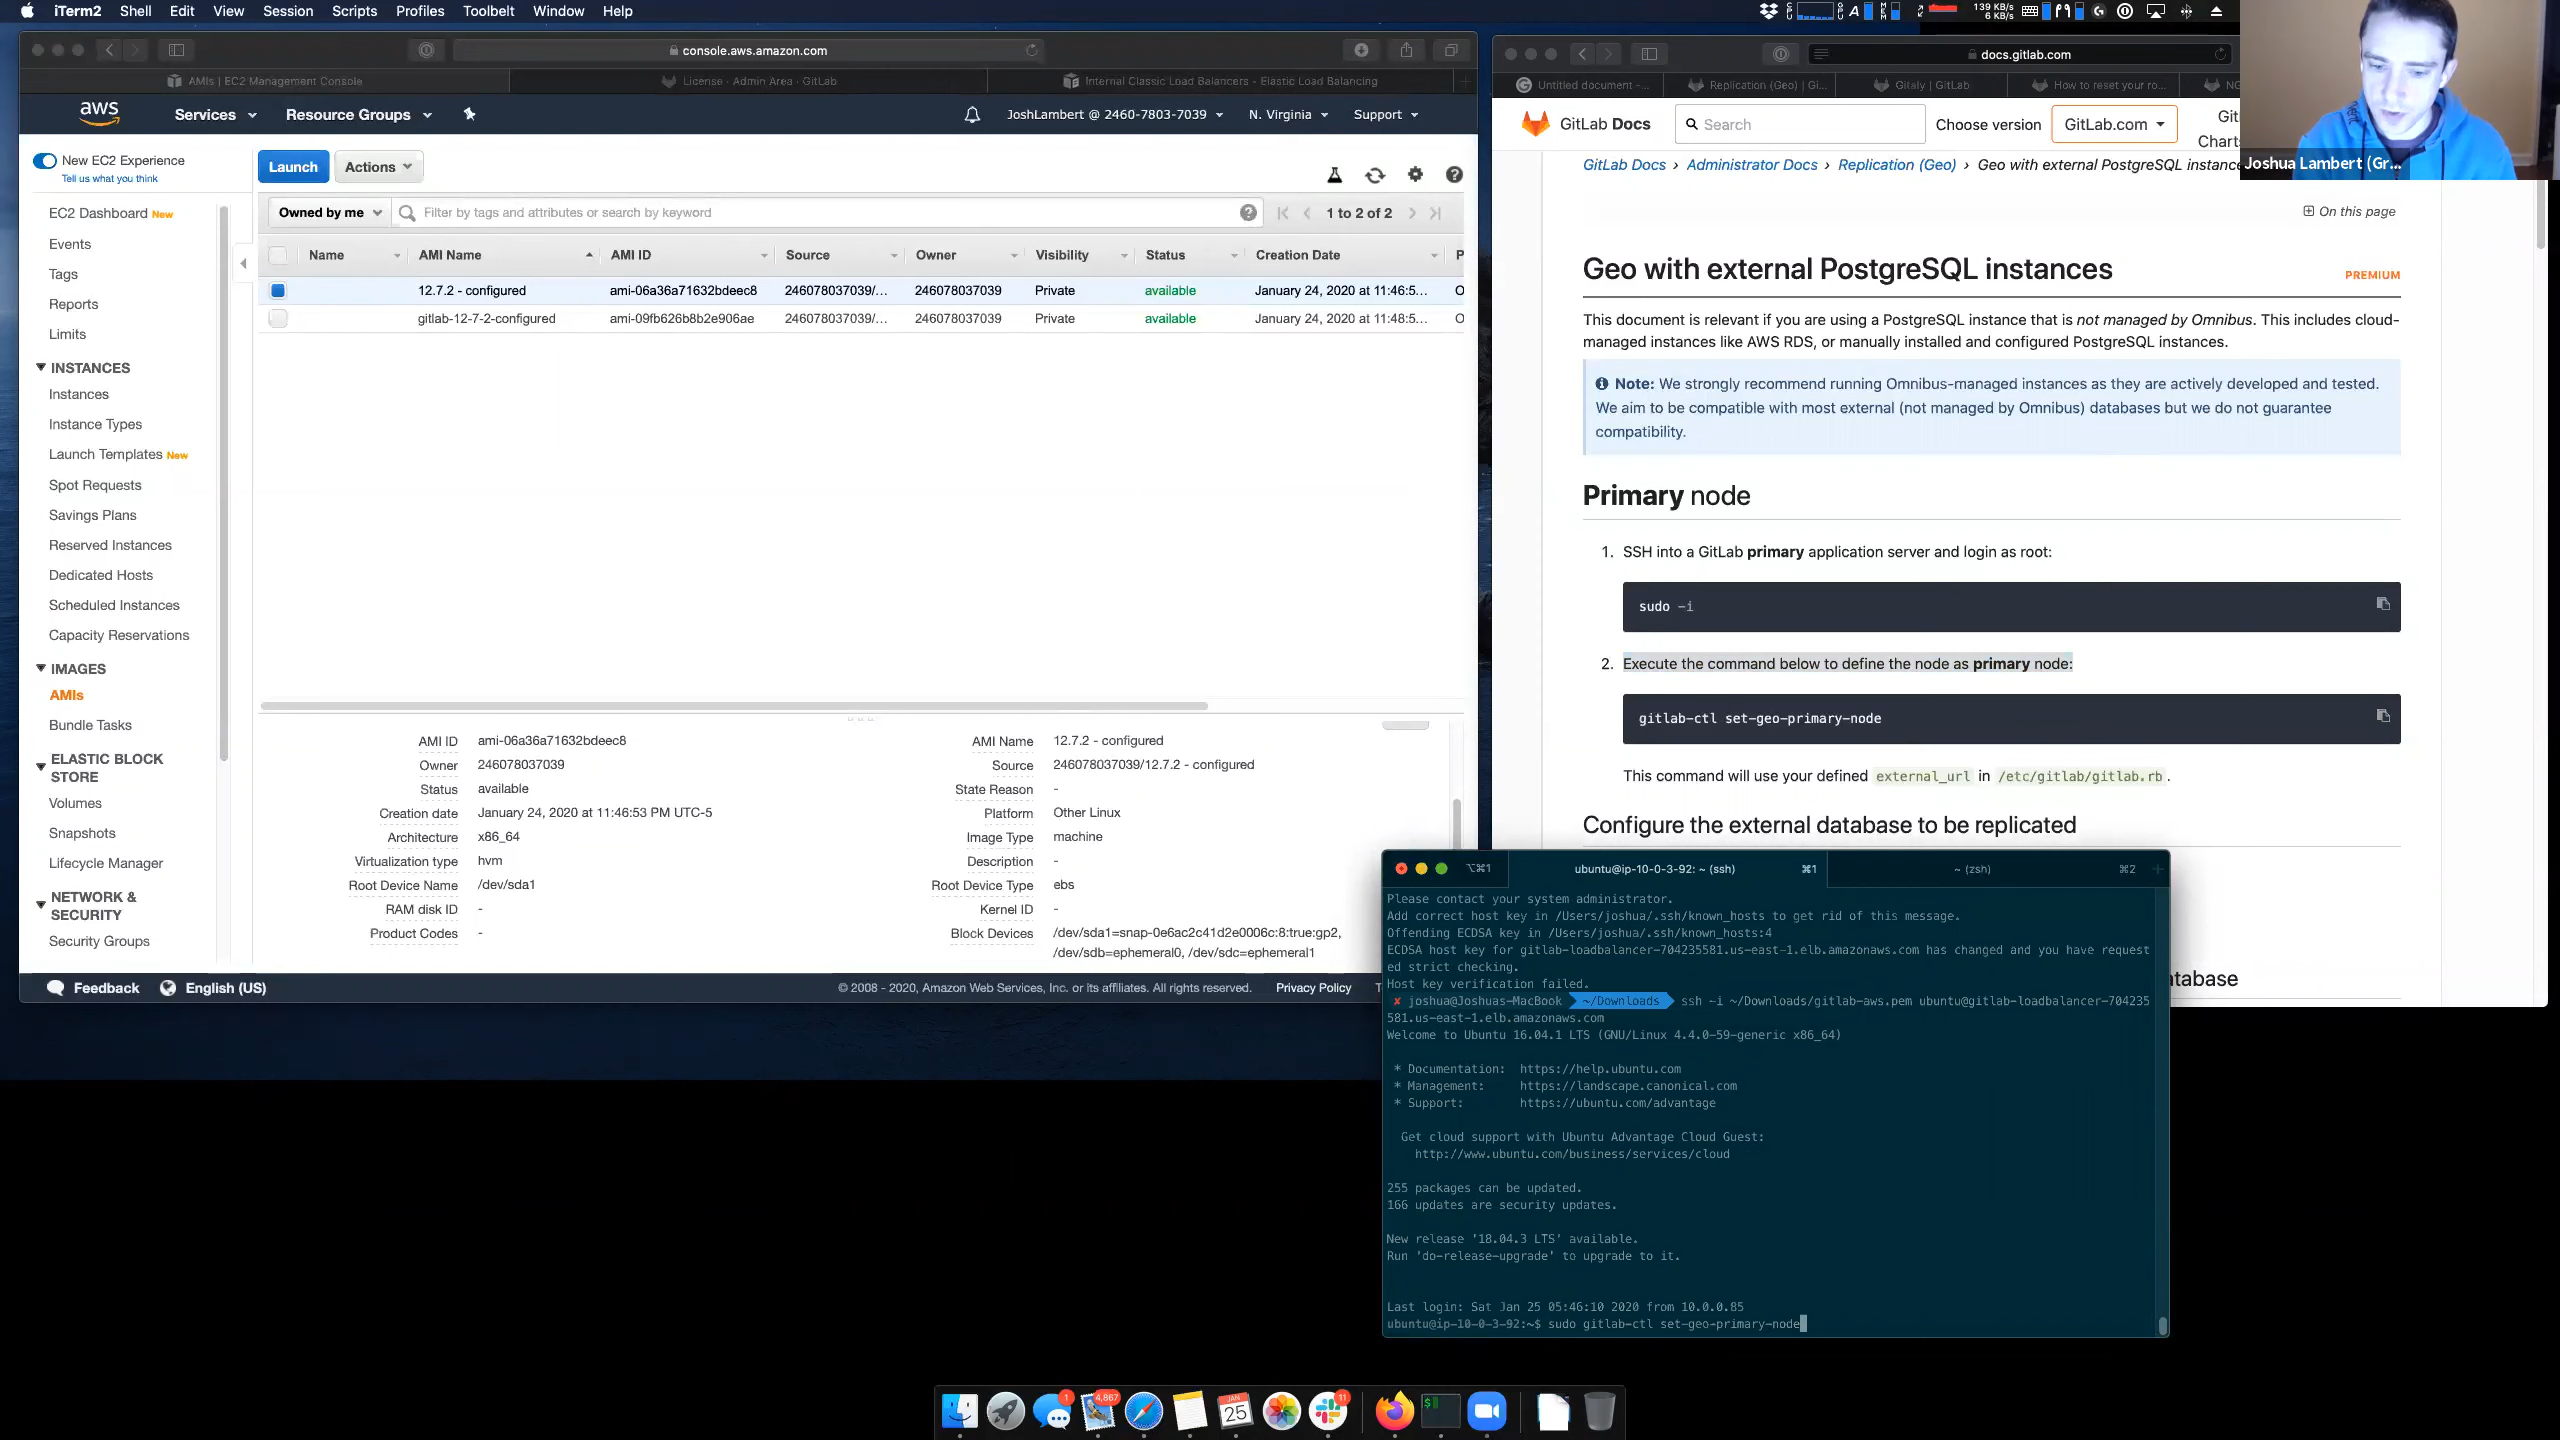 iTerm2 Shell Edit View Session Scripts Profiles Toolbelt Window Help
139 KB/s
6 KB/s
console.aws.amazon.com
AMIs | EC2 Management Console
License · Admin Area · GitLab
Internal Classic Load Balancers - Elastic Load Balancing
aws Services Resource Groups JoshLambert @ 2460-7803-7039 N. Virginia Support
New EC2 Experience
Tell us what you think
EC2 Dashboard New
Events
Tags
Reports
Limits
INSTANCES
Instances
Instance Types
Launch Templates New
Spot Requests
Savings Plans
Reserved Instances
Dedicated Hosts
Scheduled Instances
Capacity Reservations
IMAGES
AMIs
Bundle Tasks
ELASTIC BLOCK
STORE
Volumes
Snapshots
Lifecycle Manager
NETWORK &
SECURITY
Security Groups
Launch Actions
Owned by me Filter by tags and attributes or search by keyword 1 to 2 of 2
Name AMI Name AMI ID Source Owner Visibility Status Creation Date P
12.7.2 - configured ami-06a36a71632bdeec8 246078037039/... 246078037039 Private available January 24, 2020 at 11:46:5... O
gitlab-12-7-2-configured ami-09fb626b8b2e906ae 246078037039/... 246078037039 Private available January 24, 2020 at 11:48:5... O
AMI ID ami-06a36a71632bdeec8
Owner 246078037039
Status available
Creation date January 24, 2020 at 11:46:53 PM UTC-5
Architecture x86_64
Virtualization type hvm
Root Device Name /dev/sda1
RAM disk ID -
Product Codes -
AMI Name 12.7.2 - configured
Source 246078037039/12.7.2 - configured
State Reason -
Platform Other Linux
Image Type machine
Description -
Root Device Type ebs
Kernel ID -
Block Devices /dev/sda1=snap-0e6ac2c41d2e0006c:8:true:gp2,
/dev/sdb=ephemeral0, /dev/sdc=ephemeral1
Feedback English (US) © 2008 - 2020, Amazon Web Services, Inc. or its affiliates. All rights reserved. Privacy Policy T
docs.gitlab.com
Untitled document -...
Replication (Geo) | Gi...
Gitaly | GitLab
How to reset your ro...
NG
GitLab Docs Search Choose version GitLab.com Git
Charts
Joshua Lambert (Gr...
GitLab Docs › Administrator Docs › Replication (Geo) › Geo with external PostgreSQL instance
On this page
Geo with external PostgreSQL instances
PREMIUM
This document is relevant if you are using a PostgreSQL instance that is not managed by Omnibus. This includes cloud-
managed instances like AWS RDS, or manually installed and configured PostgreSQL instances.
Note: We strongly recommend running Omnibus-managed instances as they are actively developed and tested.
We aim to be compatible with most external (not managed by Omnibus) databases but we do not guarantee
compatibility.
Primary node
1. SSH into a GitLab primary application server and login as root:
sudo -i
2. Execute the command below to define the node as primary node:
gitlab-ctl set-geo-primary-node
This command will use your defined external_url in /etc/gitlab/gitlab.rb.
Configure the external database to be replicated
atabase
⌥⌘1
ubuntu@ip-10-0-3-92: ~ (ssh) ⌘1
~ (zsh) ⌘2
Please contact your system administrator.
Add correct host key in /Users/joshua/.ssh/known_hosts to get rid of this message.
Offending ECDSA key in /Users/joshua/.ssh/known_hosts:4
ECDSA host key for gitlab-loadbalancer-704235581.us-east-1.elb.amazonaws.com has changed and you have request
ed strict checking.
Host key verification failed.
✘ joshua@Joshuas-MacBook ~/Downloads ssh -i ~/Downloads/gitlab-aws.pem ubuntu@gitlab-loadbalancer-704235
581.us-east-1.elb.amazonaws.com
Welcome to Ubuntu 16.04.1 LTS (GNU/Linux 4.4.0-59-generic x86_64)
* Documentation: https://help.ubuntu.com
* Management: https://landscape.canonical.com
* Support: https://ubuntu.com/advantage
Get cloud support with Ubuntu Advantage Cloud Guest:
http://www.ubuntu.com/business/services/cloud
255 packages can be updated.
166 updates are security updates.
New release '18.04.3 LTS' available.
Run 'do-release-upgrade' to upgrade to it.
Last login: Sat Jan 25 05:46:10 2020 from 10.0.0.85
ubuntu@ip-10-0-3-92:~$ sudo gitlab-ctl set-geo-primary-node
1
4,867
JAN
25
11